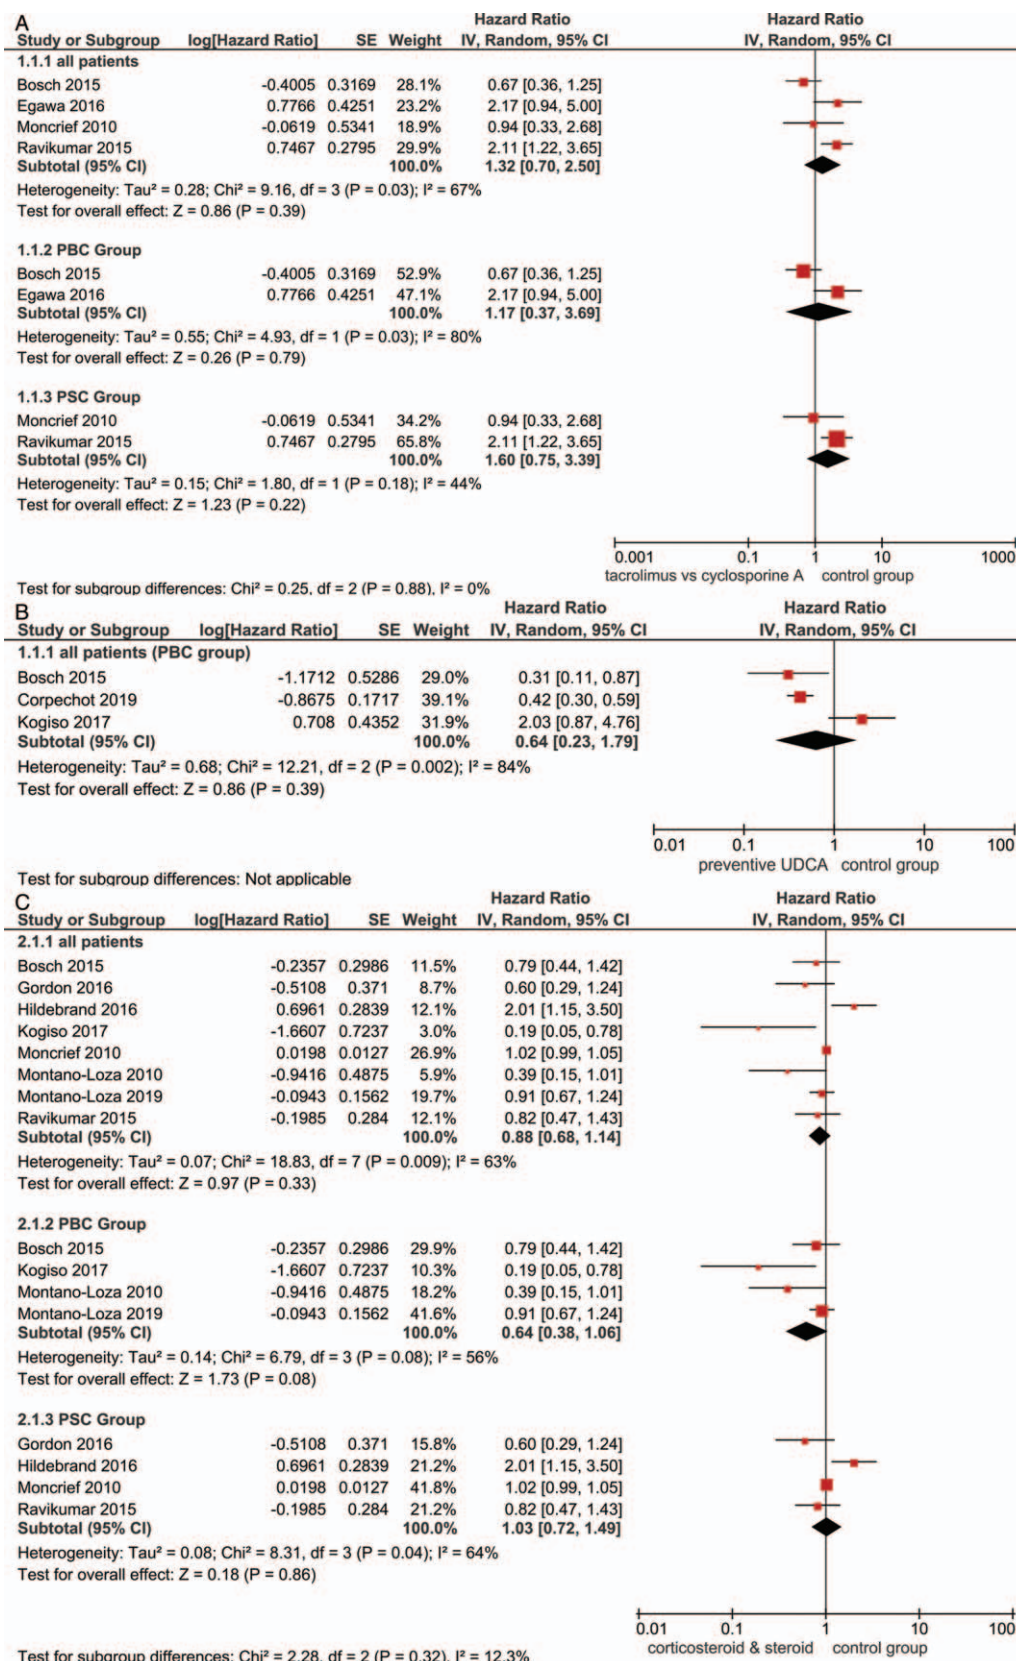 A
Hazard Ratio Hazard Ratio
Study or Subgroup log[Hazard Ratio] SE Weight IV, Random, 95% CI IV, Random, 95% CI
1.1.1 all patients
Bosch 2015 -0.4005 0.3169 28.1% 0.67 [0.36, 1.25]
Egawa 2016 0.7766 0.4251 23.2% 2.17 [0.94, 5.00]
Moncrief 2010 -0.0619 0.5341 18.9% 0.94 [0.33, 2.68]
Ravikumar 2015 0.7467 0.2795 29.9% 2.11 [1.22, 3.65]
Subtotal (95% CI) 100.0% 1.32 [0.70, 2.50]
Heterogeneity: Tau² = 0.28; Chi² = 9.16, df = 3 (P = 0.03); I² = 67%
Test for overall effect: Z = 0.86 (P = 0.39)
1.1.2 PBC Group
Bosch 2015 -0.4005 0.3169 52.9% 0.67 [0.36, 1.25]
Egawa 2016 0.7766 0.4251 47.1% 2.17 [0.94, 5.00]
Subtotal (95% CI) 100.0% 1.17 [0.37, 3.69]
Heterogeneity: Tau² = 0.55; Chi² = 4.93, df = 1 (P = 0.03); I² = 80%
Test for overall effect: Z = 0.26 (P = 0.79)
1.1.3 PSC Group
Moncrief 2010 -0.0619 0.5341 34.2% 0.94 [0.33, 2.68]
Ravikumar 2015 0.7467 0.2795 65.8% 2.11 [1.22, 3.65]
Subtotal (95% CI) 100.0% 1.60 [0.75, 3.39]
Heterogeneity: Tau² = 0.15; Chi² = 1.80, df = 1 (P = 0.18); I² = 44%
Test for overall effect: Z = 1.23 (P = 0.22)
0.001 0.1 1 10 1000
tacrolimus vs cyclosporine A control group
Test for subgroup differences: Chi² = 0.25, df = 2 (P = 0.88), I² = 0%
B
Hazard Ratio Hazard Ratio
Study or Subgroup log[Hazard Ratio] SE Weight IV, Random, 95% CI IV, Random, 95% CI
1.1.1 all patients (PBC group)
Bosch 2015 -1.1712 0.5286 29.0% 0.31 [0.11, 0.87]
Corpechot 2019 -0.8675 0.1717 39.1% 0.42 [0.30, 0.59]
Kogiso 2017 0.708 0.4352 31.9% 2.03 [0.87, 4.76]
Subtotal (95% CI) 100.0% 0.64 [0.23, 1.79]
Heterogeneity: Tau² = 0.68; Chi² = 12.21, df = 2 (P = 0.002); I² = 84%
Test for overall effect: Z = 0.86 (P = 0.39)
0.01 0.1 1 10 100
preventive UDCA control group
Test for subgroup differences: Not applicable
C
Hazard Ratio Hazard Ratio
Study or Subgroup log[Hazard Ratio] SE Weight IV, Random, 95% CI IV, Random, 95% CI
2.1.1 all patients
Bosch 2015 -0.2357 0.2986 11.5% 0.79 [0.44, 1.42]
Gordon 2016 -0.5108 0.371 8.7% 0.60 [0.29, 1.24]
Hildebrand 2016 0.6961 0.2839 12.1% 2.01 [1.15, 3.50]
Kogiso 2017 -1.6607 0.7237 3.0% 0.19 [0.05, 0.78]
Moncrief 2010 0.0198 0.0127 26.9% 1.02 [0.99, 1.05]
Montano-Loza 2010 -0.9416 0.4875 5.9% 0.39 [0.15, 1.01]
Montano-Loza 2019 -0.0943 0.1562 19.7% 0.91 [0.67, 1.24]
Ravikumar 2015 -0.1985 0.284 12.1% 0.82 [0.47, 1.43]
Subtotal (95% CI) 100.0% 0.88 [0.68, 1.14]
Heterogeneity: Tau² = 0.07; Chi² = 18.83, df = 7 (P = 0.009); I² = 63%
Test for overall effect: Z = 0.97 (P = 0.33)
2.1.2 PBC Group
Bosch 2015 -0.2357 0.2986 29.9% 0.79 [0.44, 1.42]
Kogiso 2017 -1.6607 0.7237 10.3% 0.19 [0.05, 0.78]
Montano-Loza 2010 -0.9416 0.4875 18.2% 0.39 [0.15, 1.01]
Montano-Loza 2019 -0.0943 0.1562 41.6% 0.91 [0.67, 1.24]
Subtotal (95% CI) 100.0% 0.64 [0.38, 1.06]
Heterogeneity: Tau² = 0.14; Chi² = 6.79, df = 3 (P = 0.08); I² = 56%
Test for overall effect: Z = 1.73 (P = 0.08)
2.1.3 PSC Group
Gordon 2016 -0.5108 0.371 15.8% 0.60 [0.29, 1.24]
Hildebrand 2016 0.6961 0.2839 21.2% 2.01 [1.15, 3.50]
Moncrief 2010 0.0198 0.0127 41.8% 1.02 [0.99, 1.05]
Ravikumar 2015 -0.1985 0.284 21.2% 0.82 [0.47, 1.43]
Subtotal (95% CI) 100.0% 1.03 [0.72, 1.49]
Heterogeneity: Tau² = 0.08; Chi² = 8.31, df = 3 (P = 0.04); I² = 64%
Test for overall effect: Z = 0.18 (P = 0.86)
0.01 0.1 1 10 100
corticosteroid & steroid control group
Test for subgroup differences: Chi² = 2.28, df = 2 (P = 0.32), I² = 12.3%